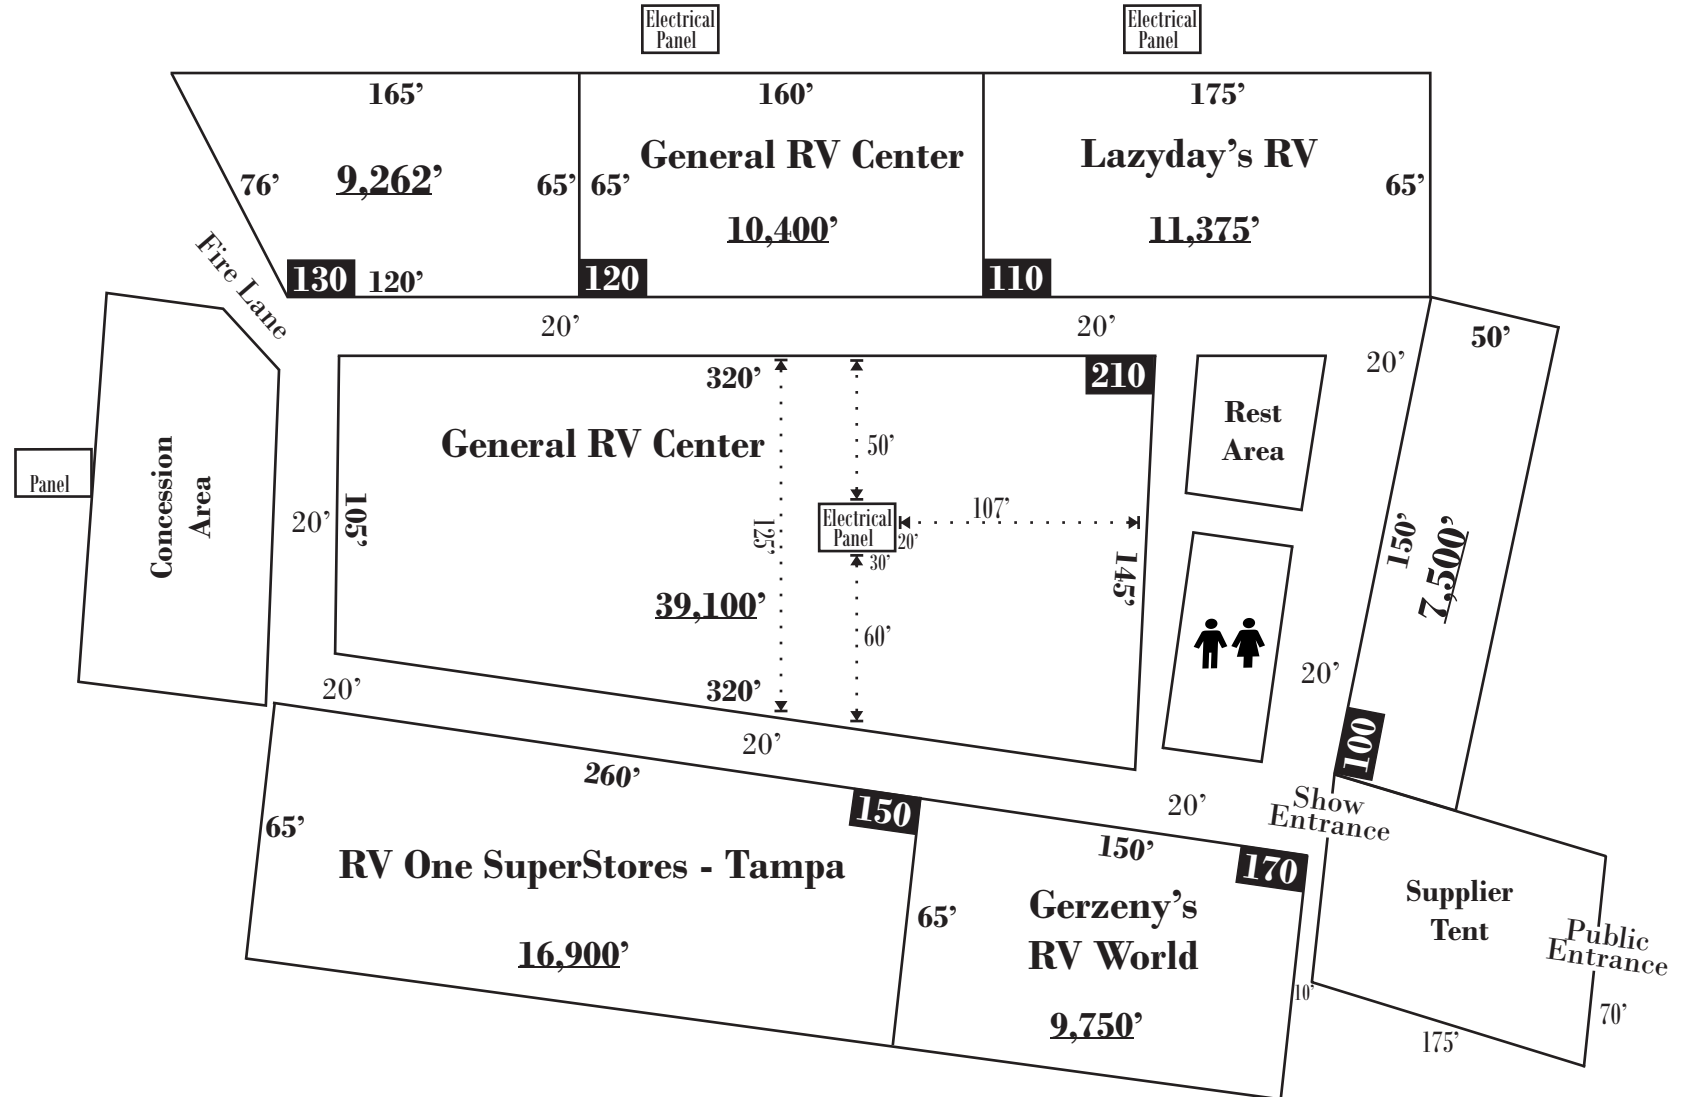 Electrical
Panel
Electrical
Panel
165’
160’
175’
General RV Center
Lazyday’s RV
76’
9,262’
65’
65’
65’
10,400’
11,375’
Fire Lane
130
120’
120
110
20’
20’
50’
20’
320’
210
Rest
Area
General RV Center
50’
Panel
Concession
Area
20’
105’
125’
Electrical
Panel
20’
107’
30’
145’
150’
7,500’
39,100’
60’
20’
320’
20’
20’
100
260’
150
20’
Show
Entrance
65’
RV One SuperStores - Tampa
150’
170
16,900’
65’
Gerzeny’s
RV World
9,750’
10’
Supplier
Tent
Public
Entrance
70’
175’